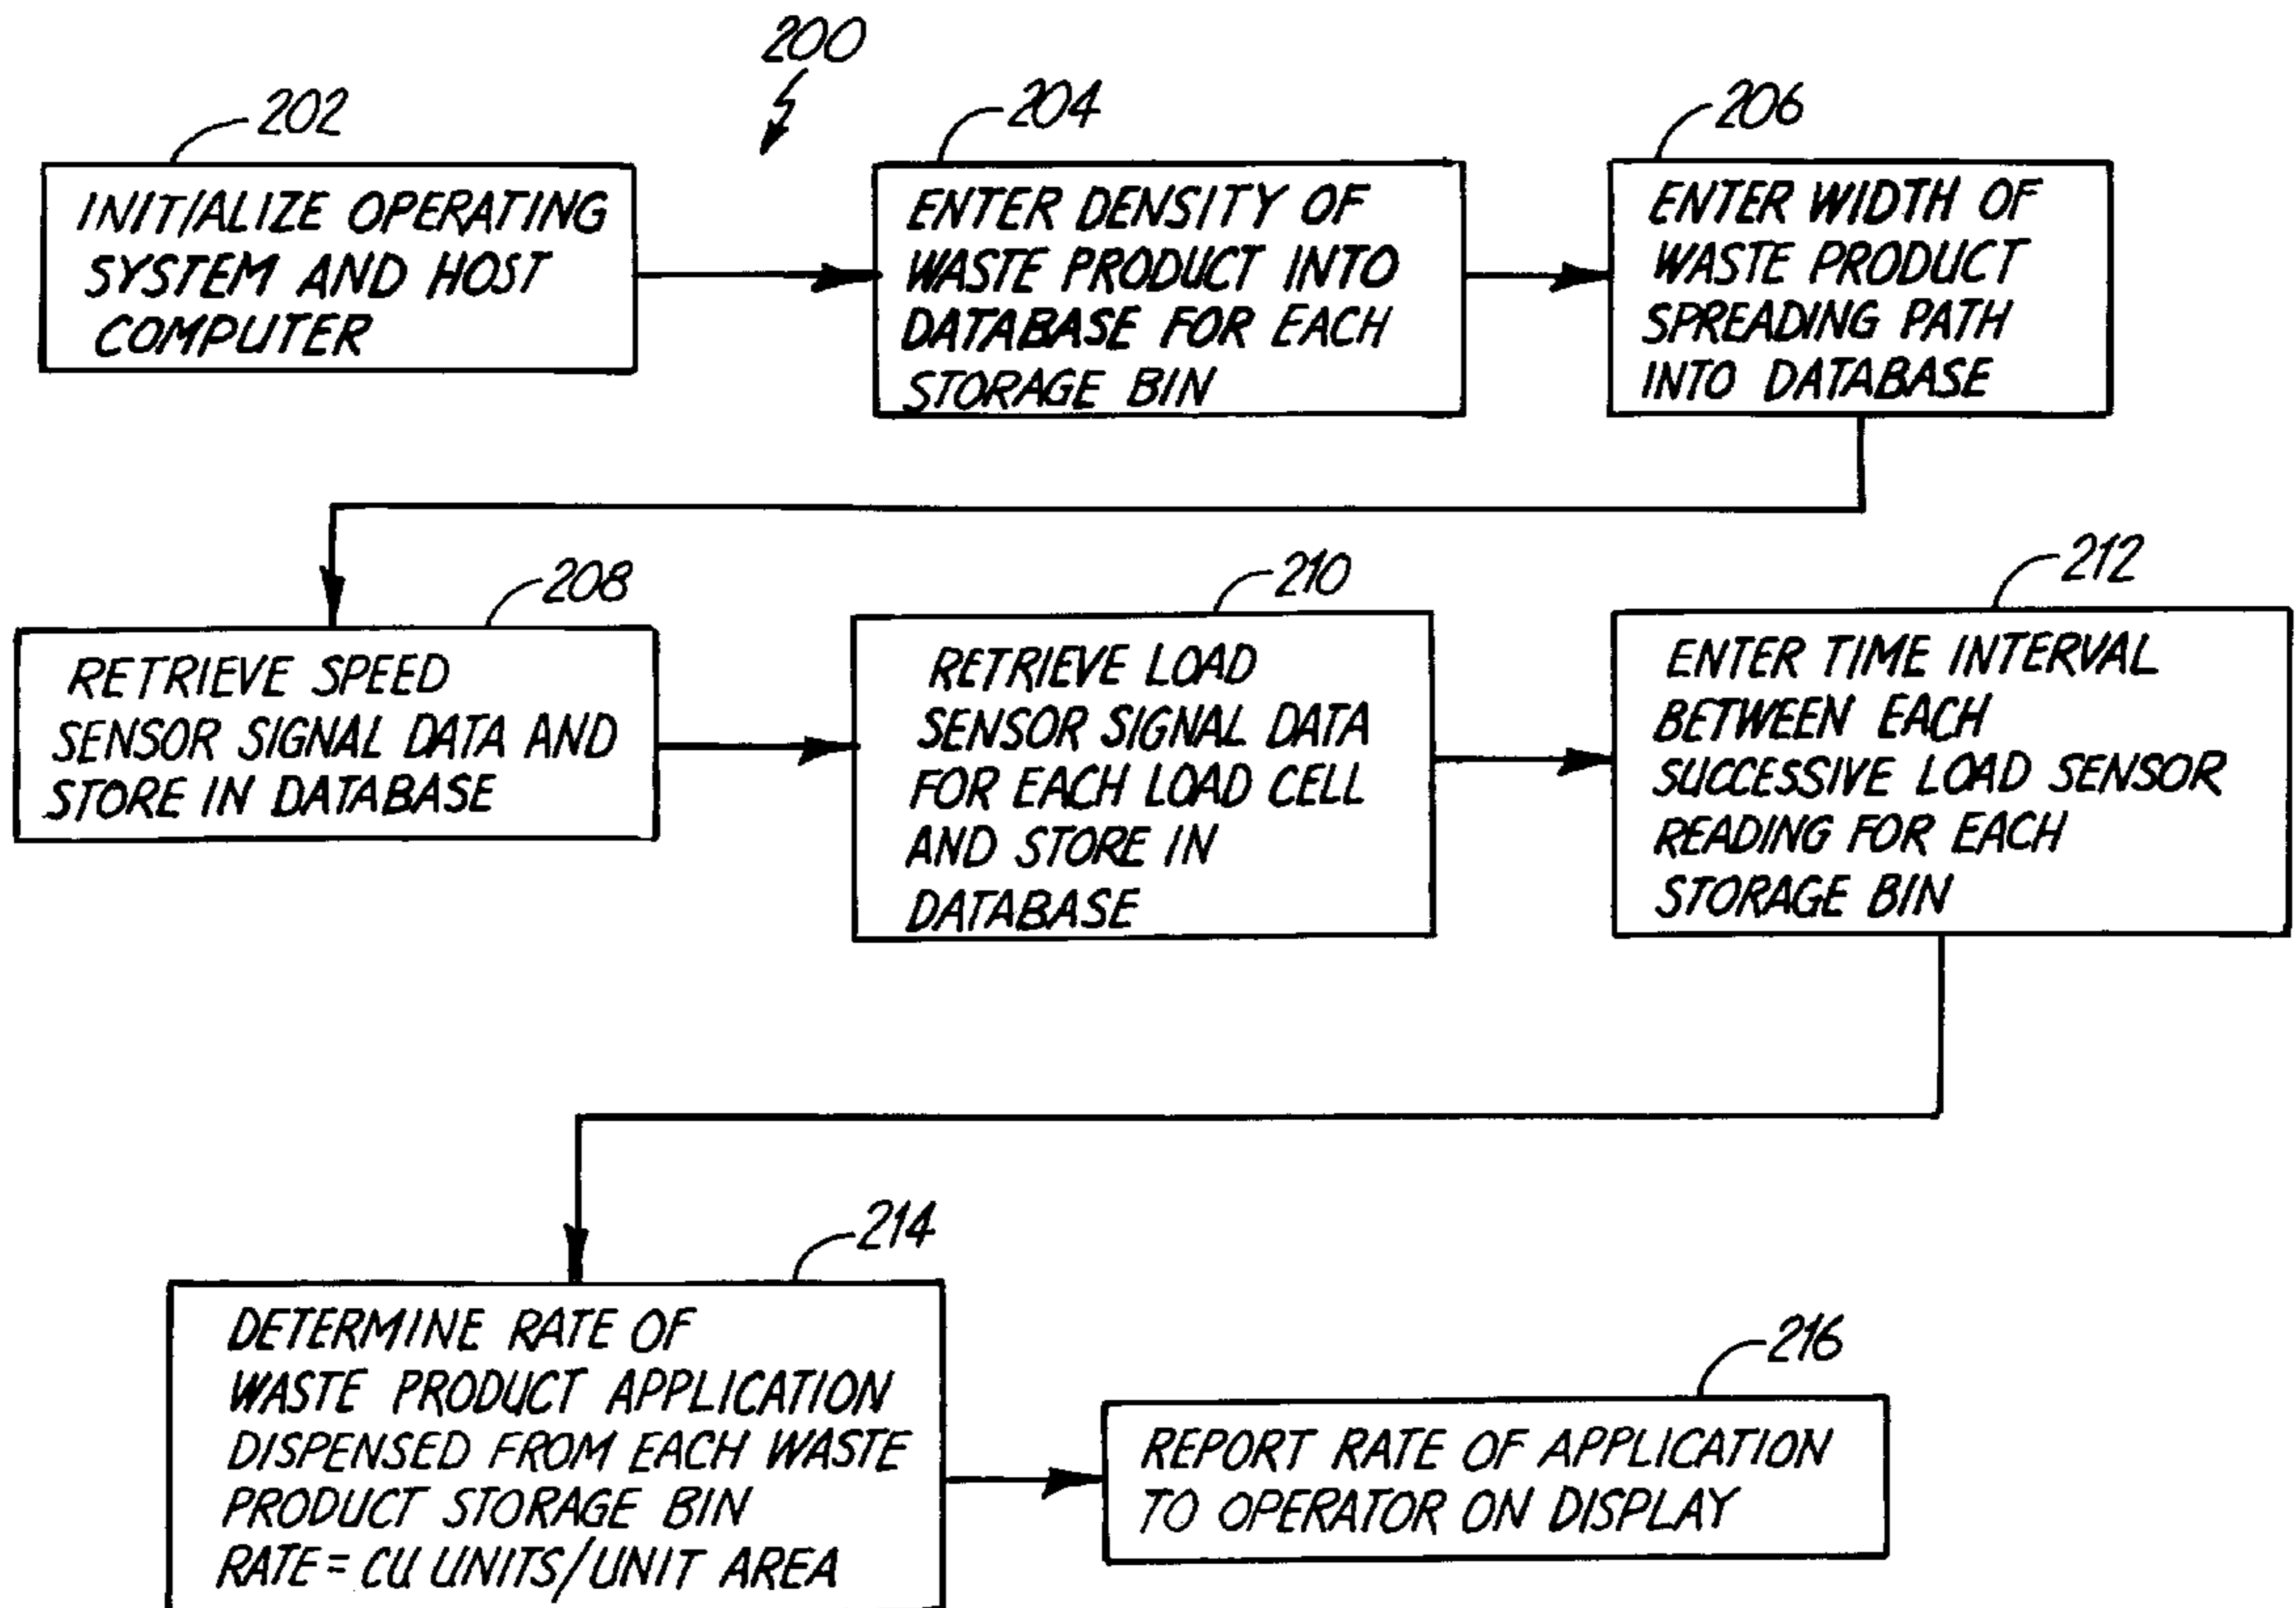 200
202
INITIALIZE OPERATING
SYSTEM AND HOST
COMPUTER
204
ENTER DENSITY OF
WASTE PRODUCT INTO
DATABASE FOR EACH
STORAGE BIN
206
ENTER WIDTH OF
WASTE PRODUCT
SPREADING PATH
INTO DATABASE
208
RETRIEVE SPEED
SENSOR SIGNAL DATA AND
STORE IN DATABASE
210
RETRIEVE LOAD
SENSOR SIGNAL DATA
FOR EACH LOAD CELL
AND STORE IN
DATABASE
212
ENTER TIME INTERVAL
BETWEEN EACH
SUCCESSIVE LOAD SENSOR
READING FOR EACH
STORAGE BIN
214
DETERMINE RATE OF
WASTE PRODUCT APPLICATION
DISPENSED FROM EACH WASTE
PRODUCT STORAGE BIN
RATE = CU UNITS/UNIT AREA
216
REPORT RATE OF APPLICATION
TO OPERATOR ON DISPLAY